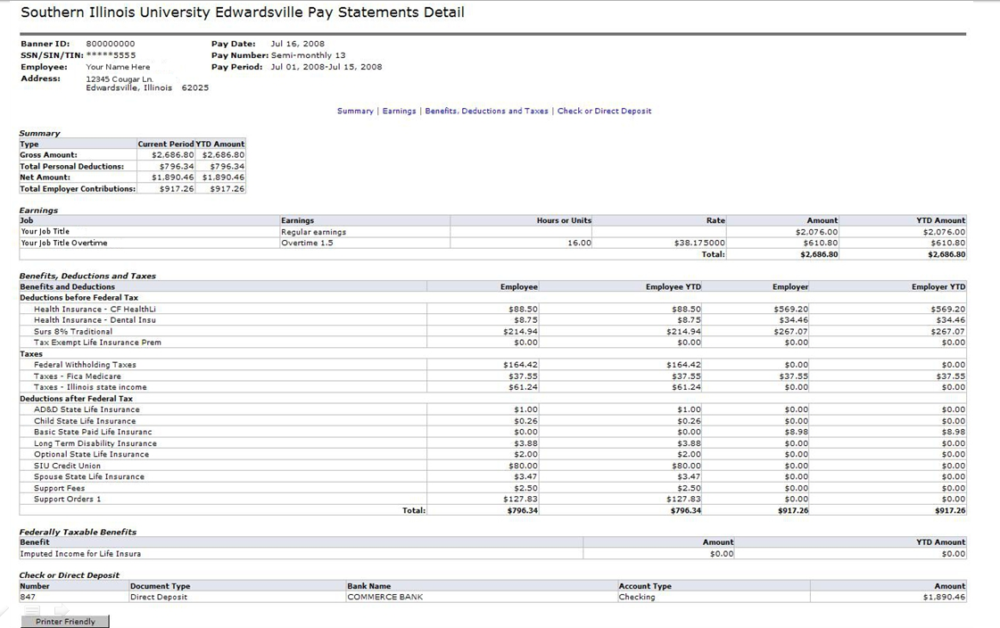 Southern Illinois University Edwardsville Pay Statements Detail
Banner ID: 800000000 Pay Date: Jul 16, 2008
SSN/SIN/TIN: *****5555 Pay Number: Semi-monthly 13
Employee: Your Name Here Pay Period: Jul 01, 2008-Jul 15, 2008
Address: 12345 Cougar Ln.
Edwardsville, Illinois 62025
Summary | Earnings | Benefits, Deductions and Taxes | Check or Direct Deposit
Summary
Type Current Period YTD Amount
Gross Amount: $2,686.80 $2,686.80
Total Personal Deductions: $796.34 $796.34
Net Amount: $1,890.46 $1,890.46
Total Employer Contributions: $917.26 $917.26
Earnings
Job Earnings Hours or Units Rate Amount YTD Amount
Your Job Title Regular earnings $2,076.00 $2,076.00
Your Job Title Overtime Overtime 1.5 16.00 $38.175000 $610.80 $610.80
Total: $2,686.80 $2,686.80
Benefits, Deductions and Taxes
Benefits and Deductions Employee Employee YTD Employer Employer YTD
Deductions before Federal Tax
Health Insurance - CF HealthLi $88.50 $88.50 $569.20 $569.20
Health Insurance - Dental Insu $8.75 $8.75 $34.46 $34.46
Surs 8% Traditional $214.94 $214.94 $267.07 $267.07
Tax Exempt Life Insurance Prem $0.00 $0.00 $0.00 $0.00
Taxes
Federal Withholding Taxes $164.42 $164.42 $0.00 $0.00
Taxes - Fica Medicare $37.55 $37.55 $37.55 $37.55
Taxes - Illinois state income $61.24 $61.24 $0.00 $0.00
Deductions after Federal Tax
AD&D State Life Insurance $1.00 $1.00 $0.00 $0.00
Child State Life Insurance $0.26 $0.26 $0.00 $0.00
Basic State Paid Life Insuranc $0.00 $0.00 $8.98 $8.98
Long Term Disability Insurance $3.88 $3.88 $0.00 $0.00
Optional State Life Insurance $2.00 $2.00 $0.00 $0.00
SIU Credit Union $80.00 $80.00 $0.00 $0.00
Spouse State Life Insurance $3.47 $3.47 $0.00 $0.00
Support Fees $2.50 $2.50 $0.00 $0.00
Support Orders 1 $127.83 $127.83 $0.00 $0.00
Total: $796.34 $796.34 $917.26 $917.26
Federally Taxable Benefits
Benefit Amount YTD Amount
Imputed Income for Life Insura $0.00 $0.00
Check or Direct Deposit
Number Document Type Bank Name Account Type Amount
847 Direct Deposit COMMERCE BANK Checking $1,890.46
Printer Friendly